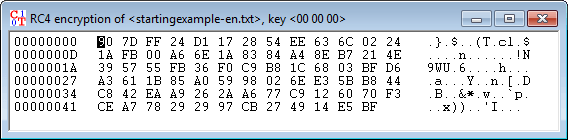 RC4 encryption of <startingexample-en.txt>, key <00 00 00>
00000000 90 7D FF 24 D1 17 28 54 EE 63 6C 02 24 .}.$..(T.cl.$
0000000D 1A FB 00 A6 6E 1A 83 84 A4 8E B7 21 4E ....n......!N
0000001A 39 57 55 FB 36 F0 C9 B8 1C 68 03 BF D6 9WU.6....h...
00000027 A3 61 1B 85 A0 59 98 02 6E E3 5B B8 44 .a...Y..n.[.D
00000034 C8 42 EA A9 26 2A A6 77 C9 12 60 70 F3 .B..&*.w..`p.
00000041 CE A7 78 29 29 97 CB 27 49 14 E5 BF ..x))..'I...